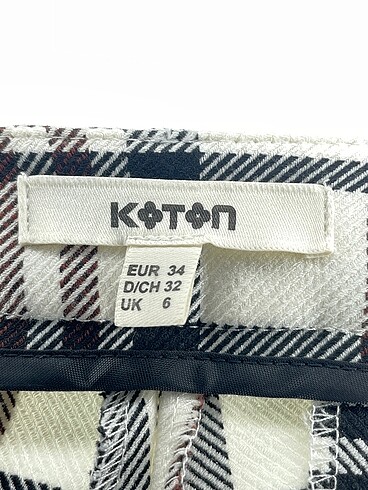 KOTON
EUR 34
D/CH 32
UK 6